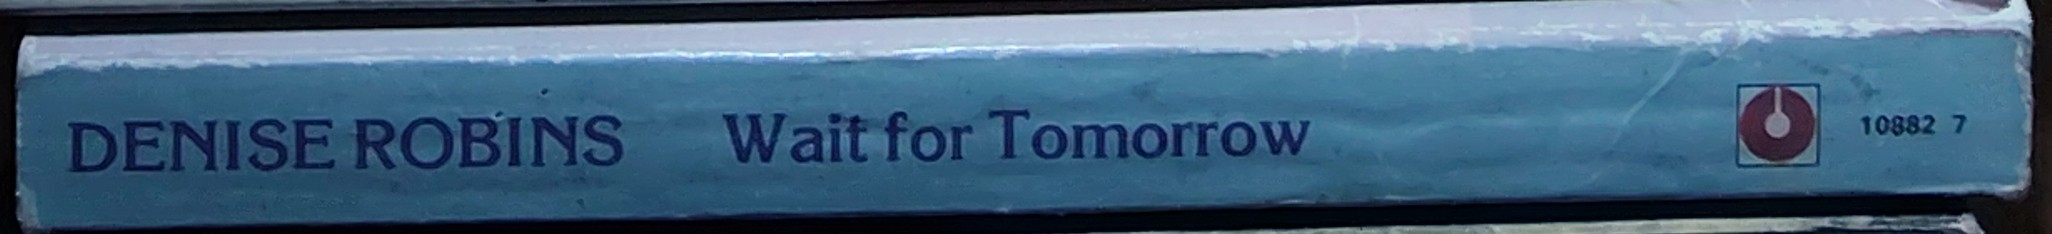 DENISE ROBINS Wait for Tomorrow 10882 7